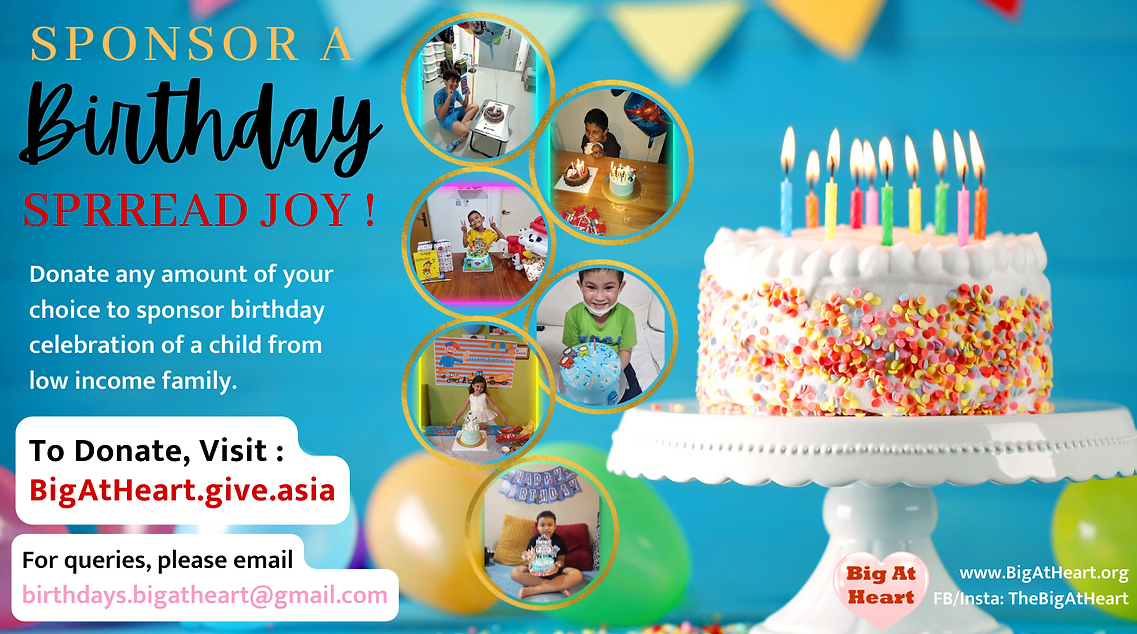 SPONSOR A
Birthday
SPRREAD JOY !
Donate any amount of your
choice to sponsor birthday
celebration of a child from
low income family.
To Donate, Visit :
BigAtHeart.give.asia
For queries, please email
birthdays.bigatheart@gmail.com
HAPPY
BIRTHDAY
Big At
Heart
www.BigAtHeart.org
FB/Insta: TheBigAtHeart